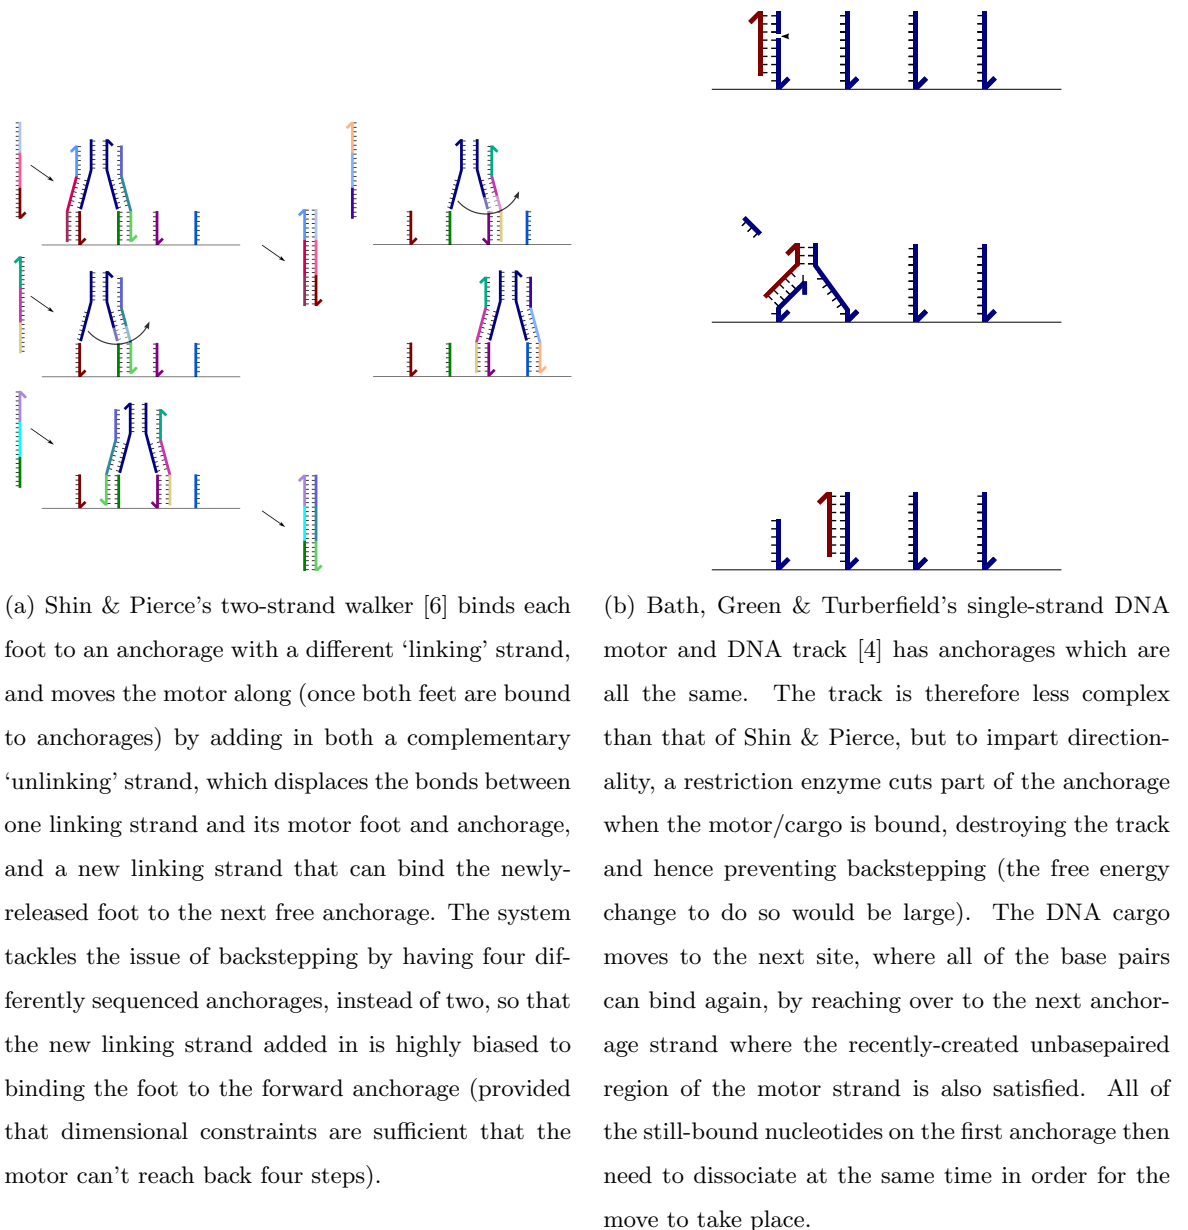 (a) Shin & Pierce's two-strand walker [6] binds each
foot to an anchorage with a different ‘linking’ strand,
and moves the motor along (once both feet are bound
to anchorages) by adding in both a complementary
‘unlinking’ strand, which displaces the bonds between
one linking strand and its motor foot and anchorage,
and a new linking strand that can bind the newly-
released foot to the next free anchorage. The system
tackles the issue of backstepping by having four dif-
ferently sequenced anchorages, instead of two, so that
the new linking strand added in is highly biased to
binding the foot to the forward anchorage (provided
that dimensional constraints are sufficient that the
motor can't reach back four steps).
(b) Bath, Green & Turberfield's single-strand DNA
motor and DNA track [4] has anchorages which are
all the same. The track is therefore less complex
than that of Shin & Pierce, but to impart direction-
ality, a restriction enzyme cuts part of the anchorage
when the motor/cargo is bound, destroying the track
and hence preventing backstepping (the free energy
change to do so would be large). The DNA cargo
moves to the next site, where all of the base pairs
can bind again, by reaching over to the next anchor-
age strand where the recently-created unbasepaired
region of the motor strand is also satisfied. All of
the still-bound nucleotides on the first anchorage then
need to dissociate at the same time in order for the
move to take place.